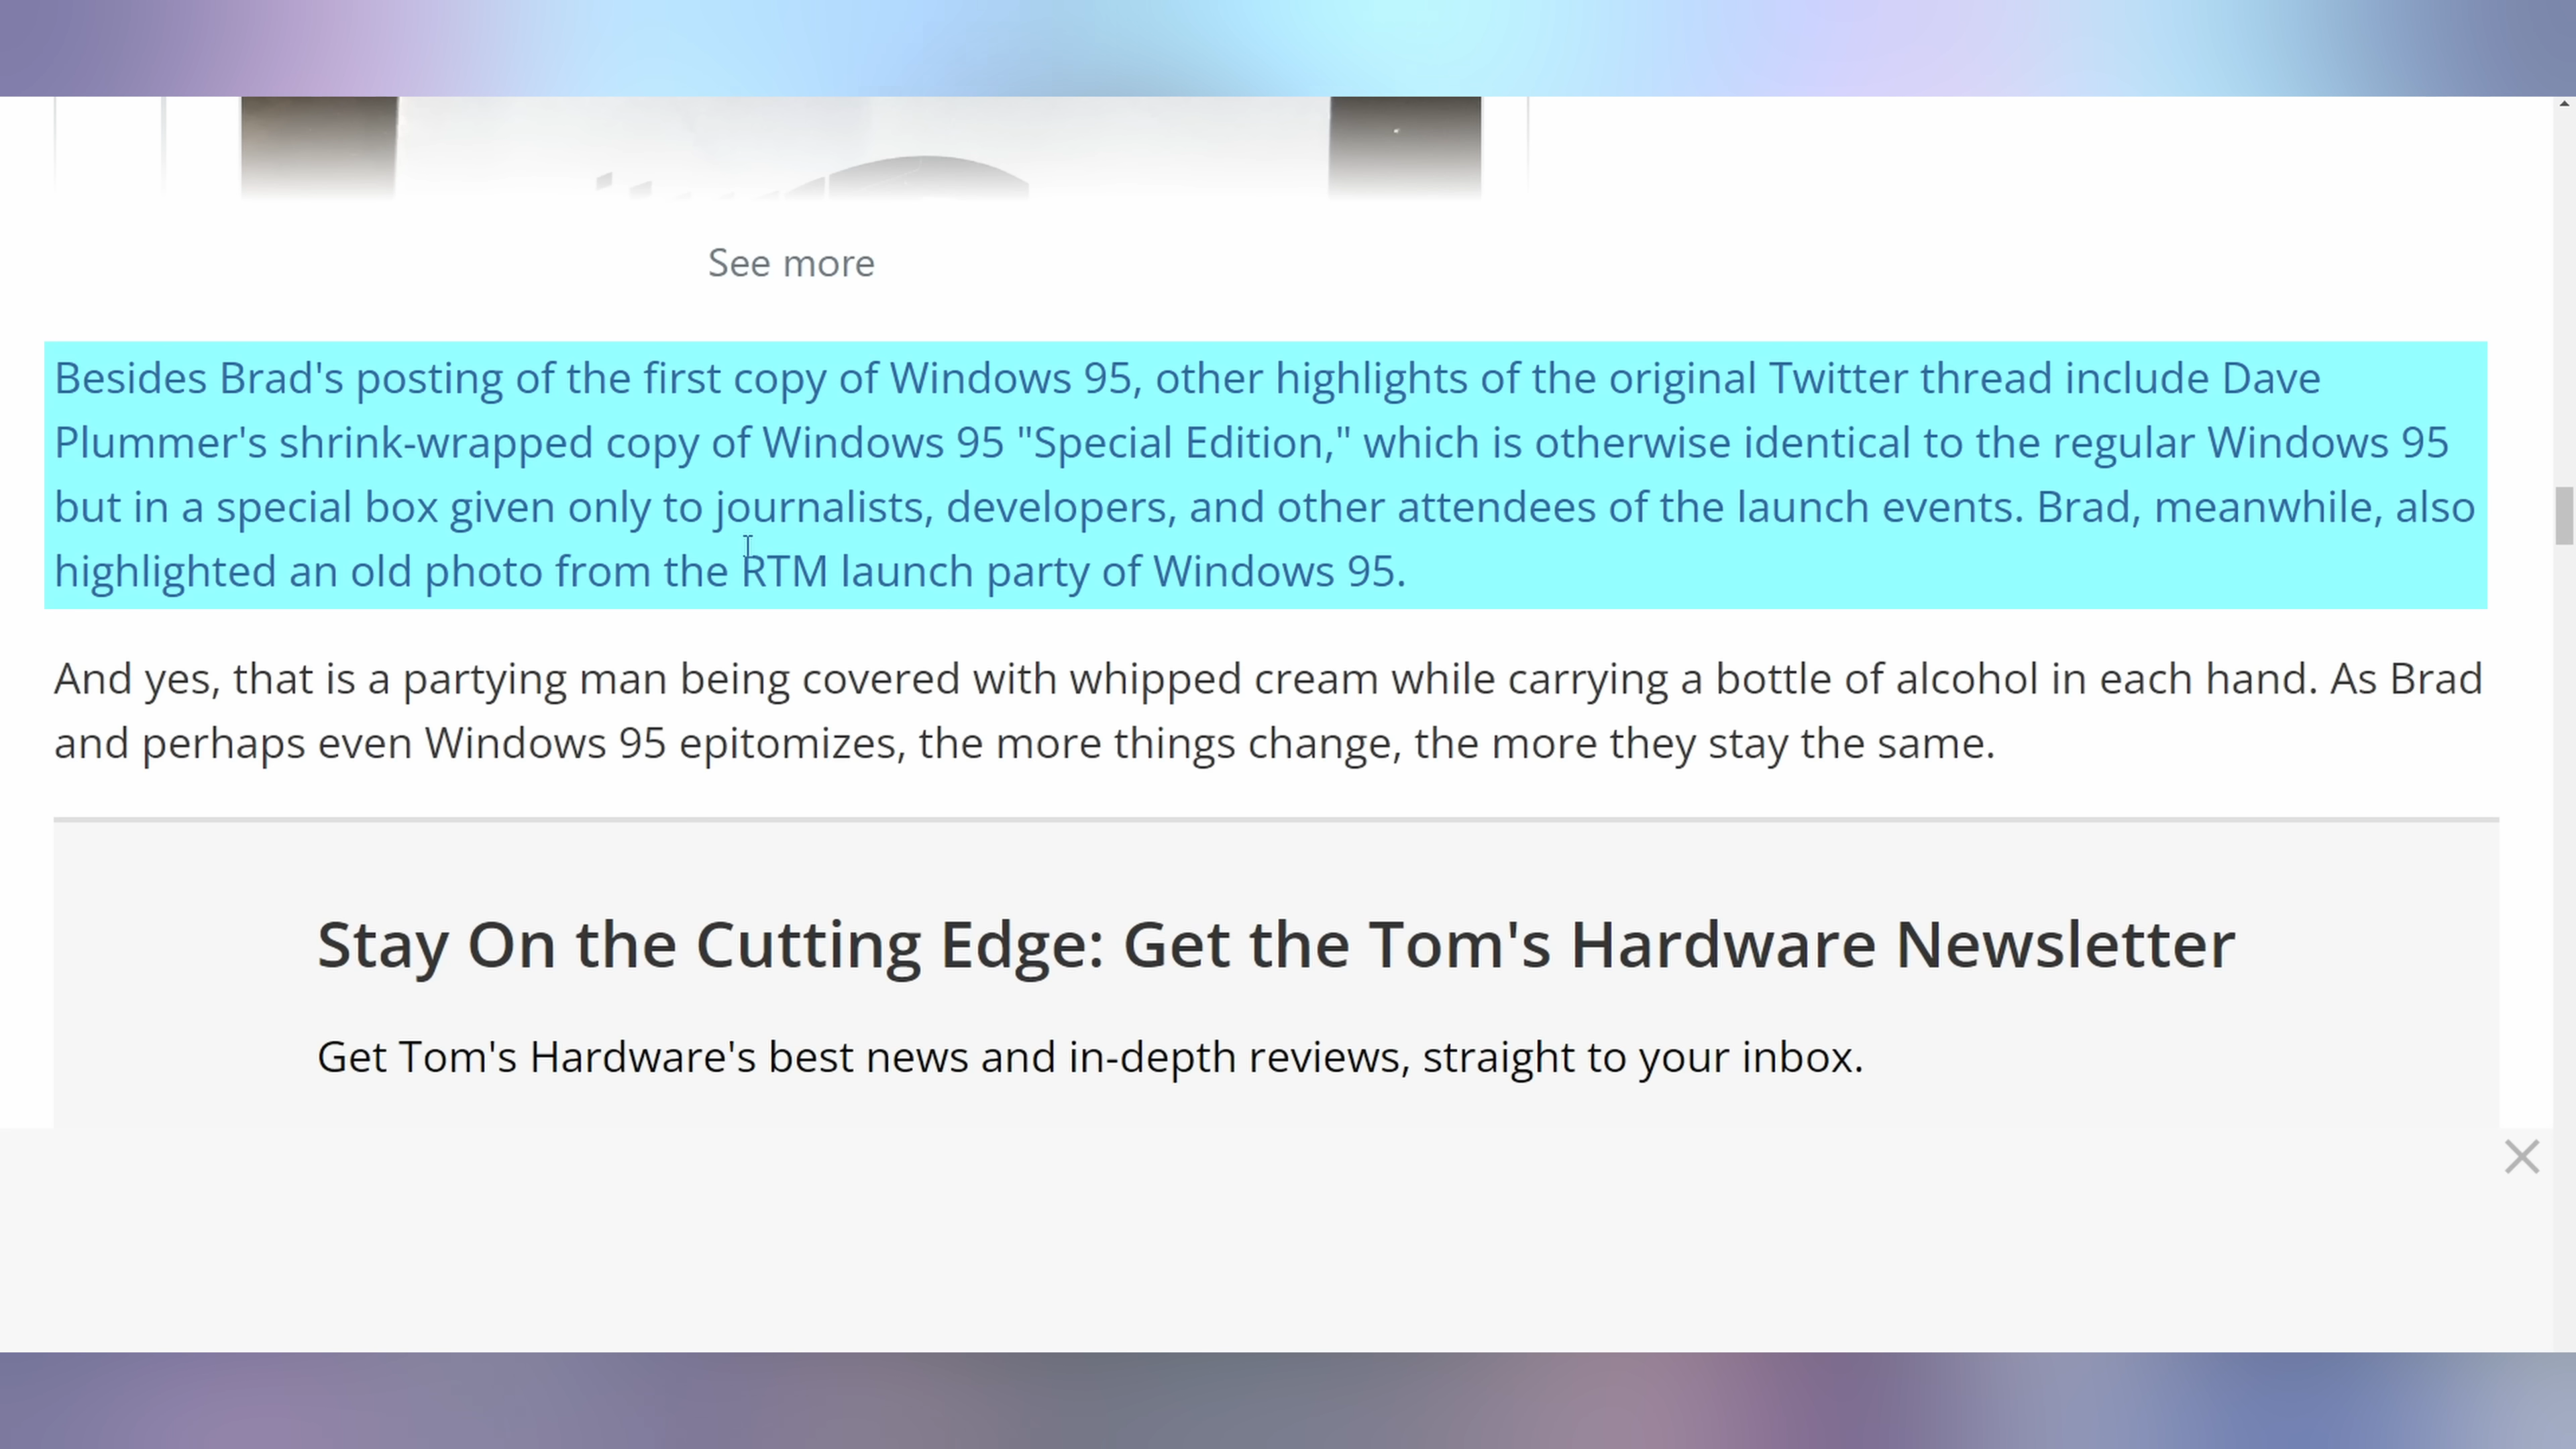 See more
Besides Brad's posting of the first copy of Windows 95, other highlights of the original Twitter thread include Dave
Plummer's shrink-wrapped copy of Windows 95 "Special Edition," which is otherwise identical to the regular Windows 95
but in a special box given only to journalists, developers, and other attendees of the launch events. Brad, meanwhile, also
highlighted an old photo from the RTM launch party of Windows 95.
And yes, that is a partying man being covered with whipped cream while carrying a bottle of alcohol in each hand. As Brad
and perhaps even Windows 95 epitomizes, the more things change, the more they stay the same.
Stay On the Cutting Edge: Get the Tom's Hardware Newsletter
Get Tom's Hardware's best news and in-depth reviews, straight to your inbox.